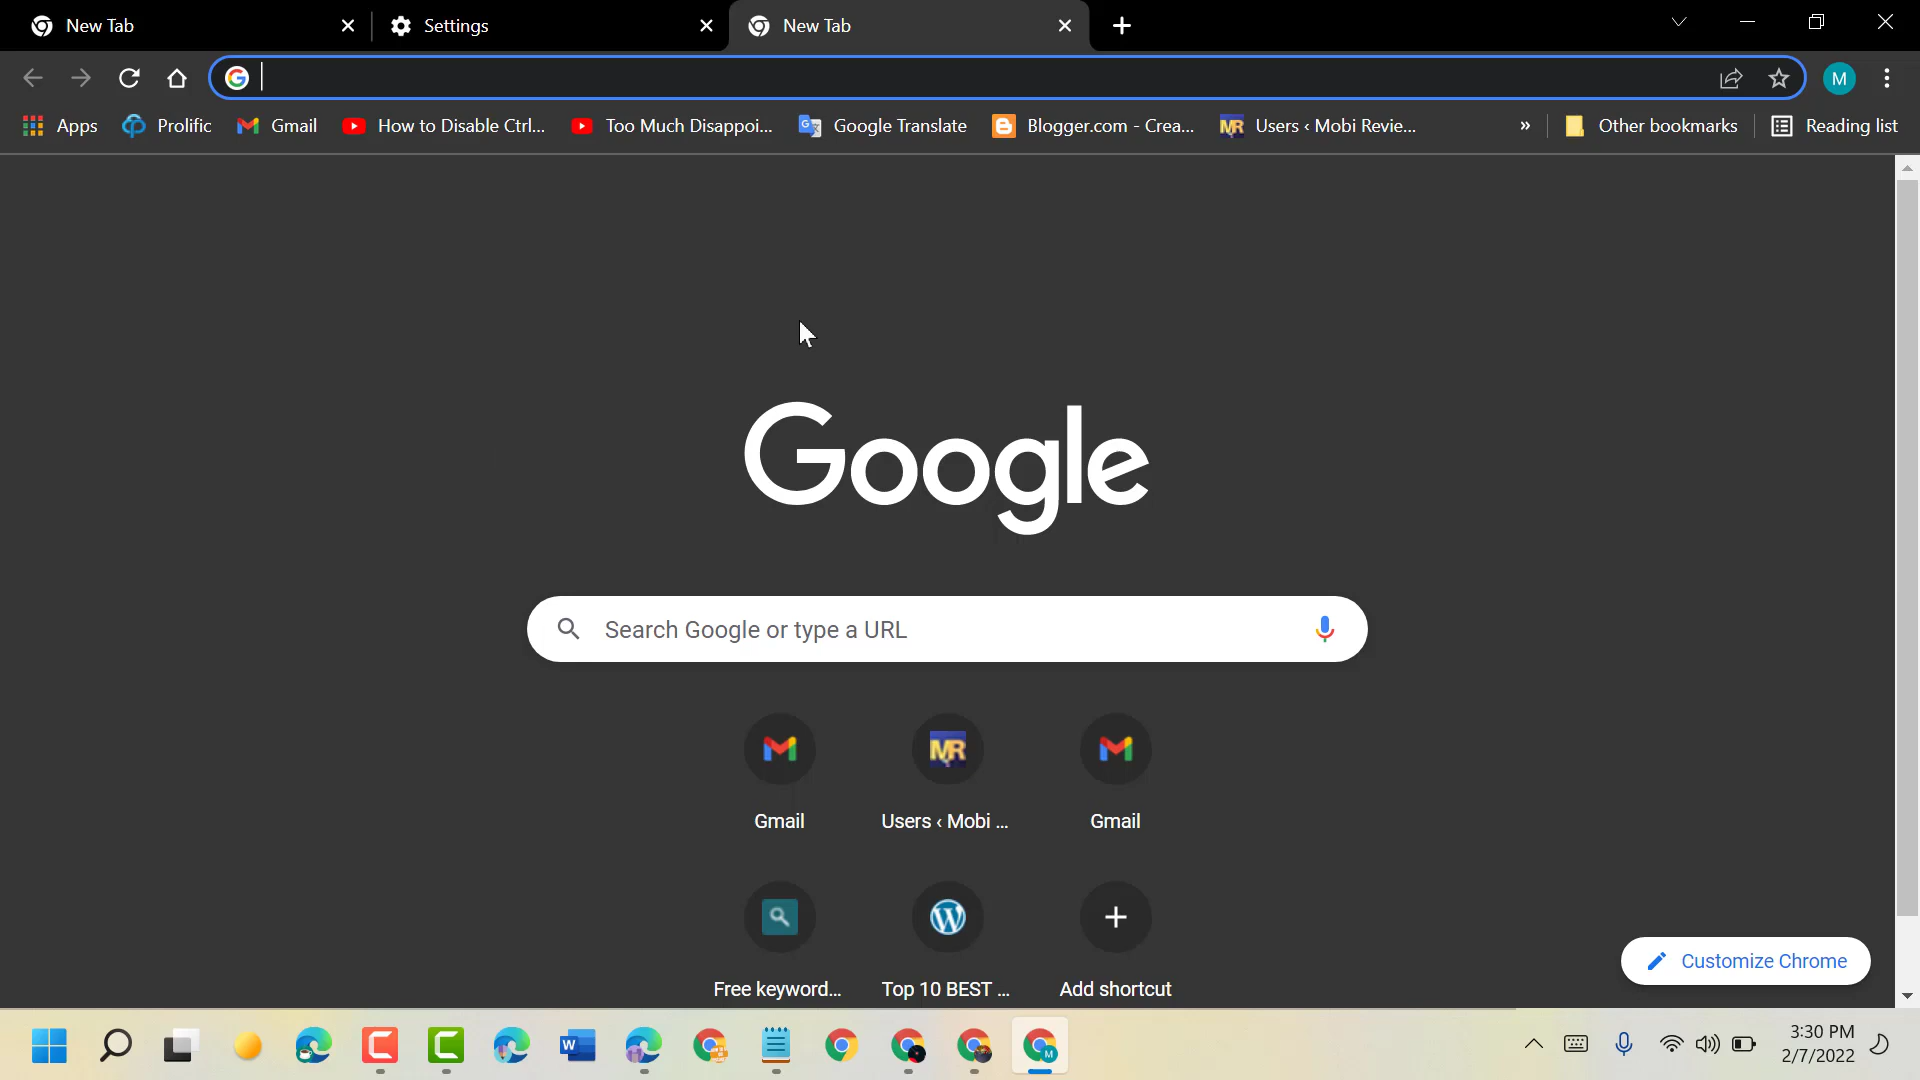 New Tab
Settings
New Tab
M
Apps
Prolific
Gmail
How to Disable Ctrl...
Too Much Disappoi...
Google Translate
Blogger.com - Crea...
Users ‹ Mobi Revie...
»
Other bookmarks
Reading list
Google
Search Google or type a URL
Gmail
MR
Users ‹ Mobi ...
Gmail
Free keyword...
Top 10 BEST ...
Add shortcut
Customize Chrome
3:30 PM
2/7/2022